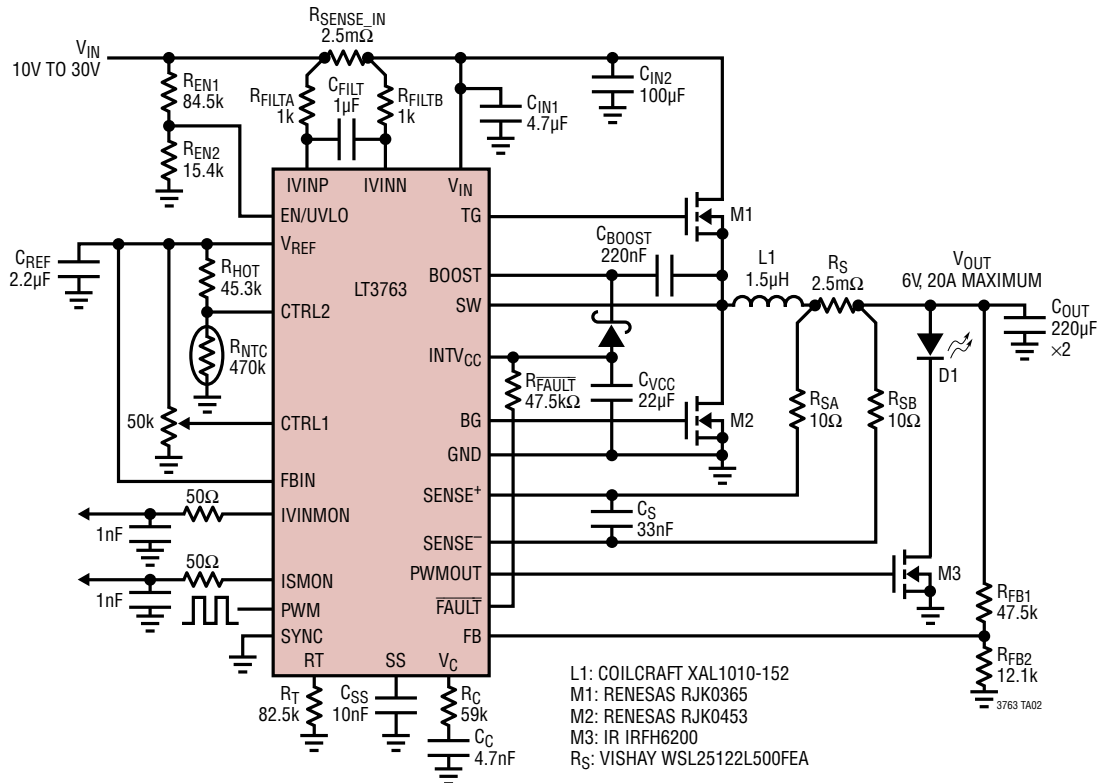 RSENSE_IN
2.5mΩ
VIN
10V TO 30V
REN1
84.5k
RFILTA
1k
CFILT
1µF
RFILTB
1k
CIN1
4.7µF
CIN2
100µF
REN2
15.4k
IVINP
IVINN
VIN
EN/UVLO
TG
M1
VREF
CREF
2.2µF
RHOT
45.3k
LT3763
BOOST
CBOOST
220nF
L1
1.5µH
RS
2.5mΩ
VOUT
6V, 20A MAXIMUM
SW
CTRL2
RNTC
470k
INTVCC
COUT
220µF
×2
D1
RFAULT
47.5kΩ
CVCC
22µF
50k
CTRL1
BG
M2
RSA
10Ω
RSB
10Ω
GND
FBIN
SENSE+
50Ω
IVINMON
1nF
CS
33nF
SENSE–
50Ω
ISMON
1nF
PWMOUT
M3
PWM
FAULT
RFB1
47.5k
SYNC
FB
RT
SS
VC
RFB2
12.1k
RT
82.5k
CSS
10nF
RC
59k
CC
4.7nF
L1: COILCRAFT XAL1010-152
M1: RENESAS RJK0365
M2: RENESAS RJK0453
M3: IR IRFH6200
RS: VISHAY WSL25122L500FEA
3763 TA02